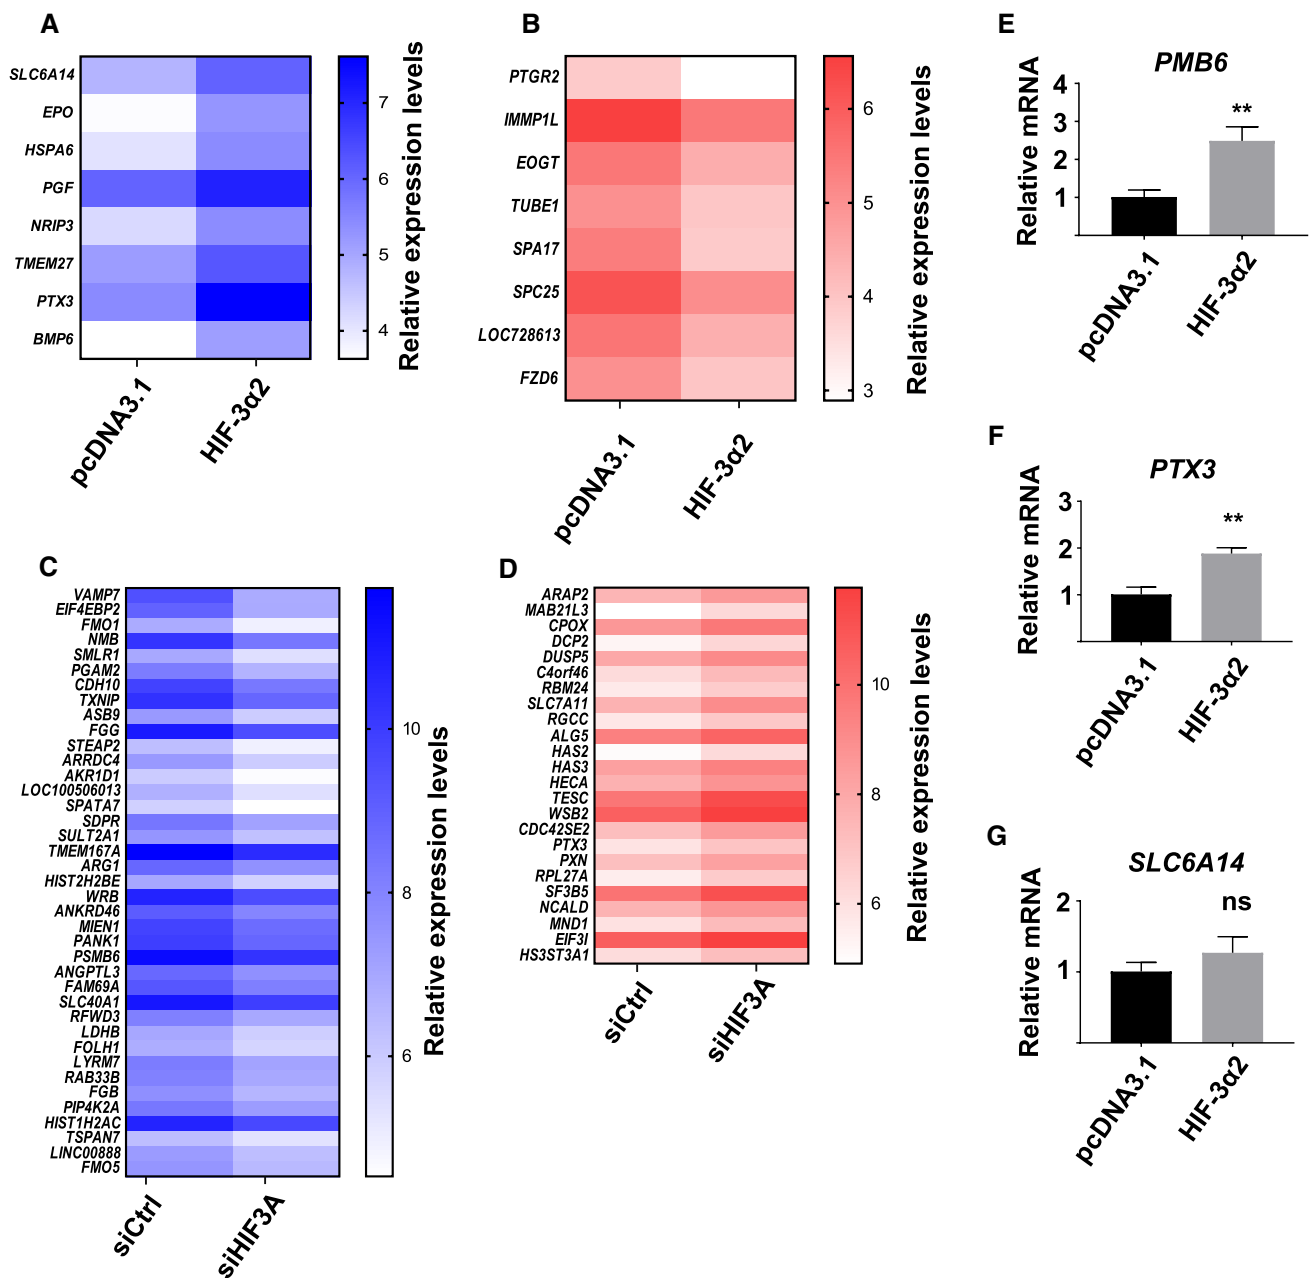 A
SLC6A14
EPO
HSPA6
PGF
NRIP3
TMEM27
PTX3
BMP6
pcDNA3.1
HIF-3α2
7
6
5
4
Relative expression levels
B
PTGR2
IMMP1L
EOGT
TUBE1
SPA17
SPC25
LOC728613
FZD6
pcDNA3.1
HIF-3α2
6
5
4
3
Relative expression levels
C
VAMP7
EIF4EBP2
FMO1
NMB
SMLR1
PGAM2
CDH10
TXNIP
ASB9
FGG
STEAP2
ARRDC4
AKR1D1
LOC100506013
SPATA7
SDPR
SULT2A1
TMEM167A
ARG1
HIST2H2BE
WRB
ANKRD46
MIEN1
PANK1
PSMB6
ANGPTL3
FAM69A
SLC40A1
RFWD3
LDHB
FOLH1
LYRM7
RAB33B
FGB
PIP4K2A
HIST1H2AC
TSPAN7
LINC00888
FMO5
siCtrl
siHIF3A
10
8
6
Relative expression levels
D
ARAP2
MAB21L3
CPOX
DCP2
DUSP5
C4orf46
RBM24
SLC7A11
RGCC
ALG5
HAS2
HAS3
HECA
TESC
WSB2
CDC42SE2
PTX3
PXN
RPL27A
SF3B5
NCALD
MND1
EIF3I
HS3ST3A1
siCtrl
siHIF3A
10
8
6
Relative expression levels
E
PMB6
Relative mRNA
4
3
2
1
**
pcDNA3.1
HIF-3α2
F
PTX3
Relative mRNA
3
2
1
**
pcDNA3.1
HIF-3α2
G
SLC6A14
Relative mRNA
2
1
ns
pcDNA3.1
HIF-3α2